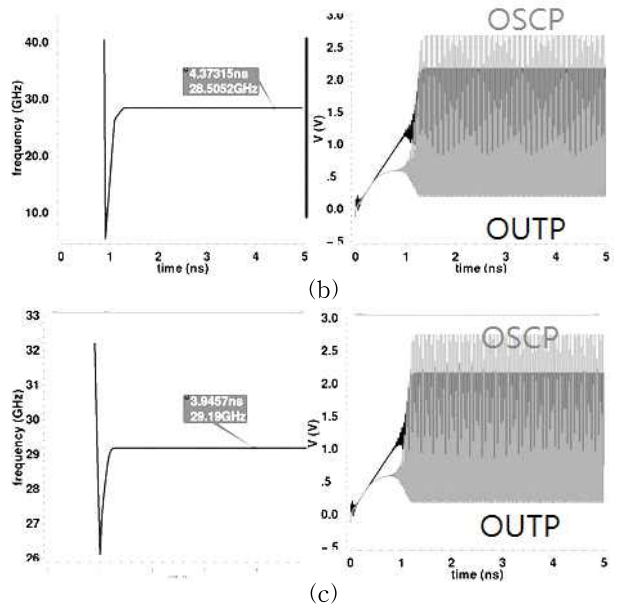 OSCP
3.0
40.0
2.5
4.37315ns
28.5052GHz
2.0
frequency (GHz)
30.0
V (V)
1.5
20.0
1.0
.5
10.0
0.0
OUTP
-.5
0 1 2 3 4 5
time (ns)
0 1 2 3 4 5
time (ns)
(b)
33
3.0
OSCP
32
2.5
3.9457ns
29.19GHz
31
2.0
frequency (GHz)
30
V (V)
1.5
29
1.0
28
.5
27
0.0
OUTP
26
-.5
0 1 2 3 4 5
time (ns)
(c)